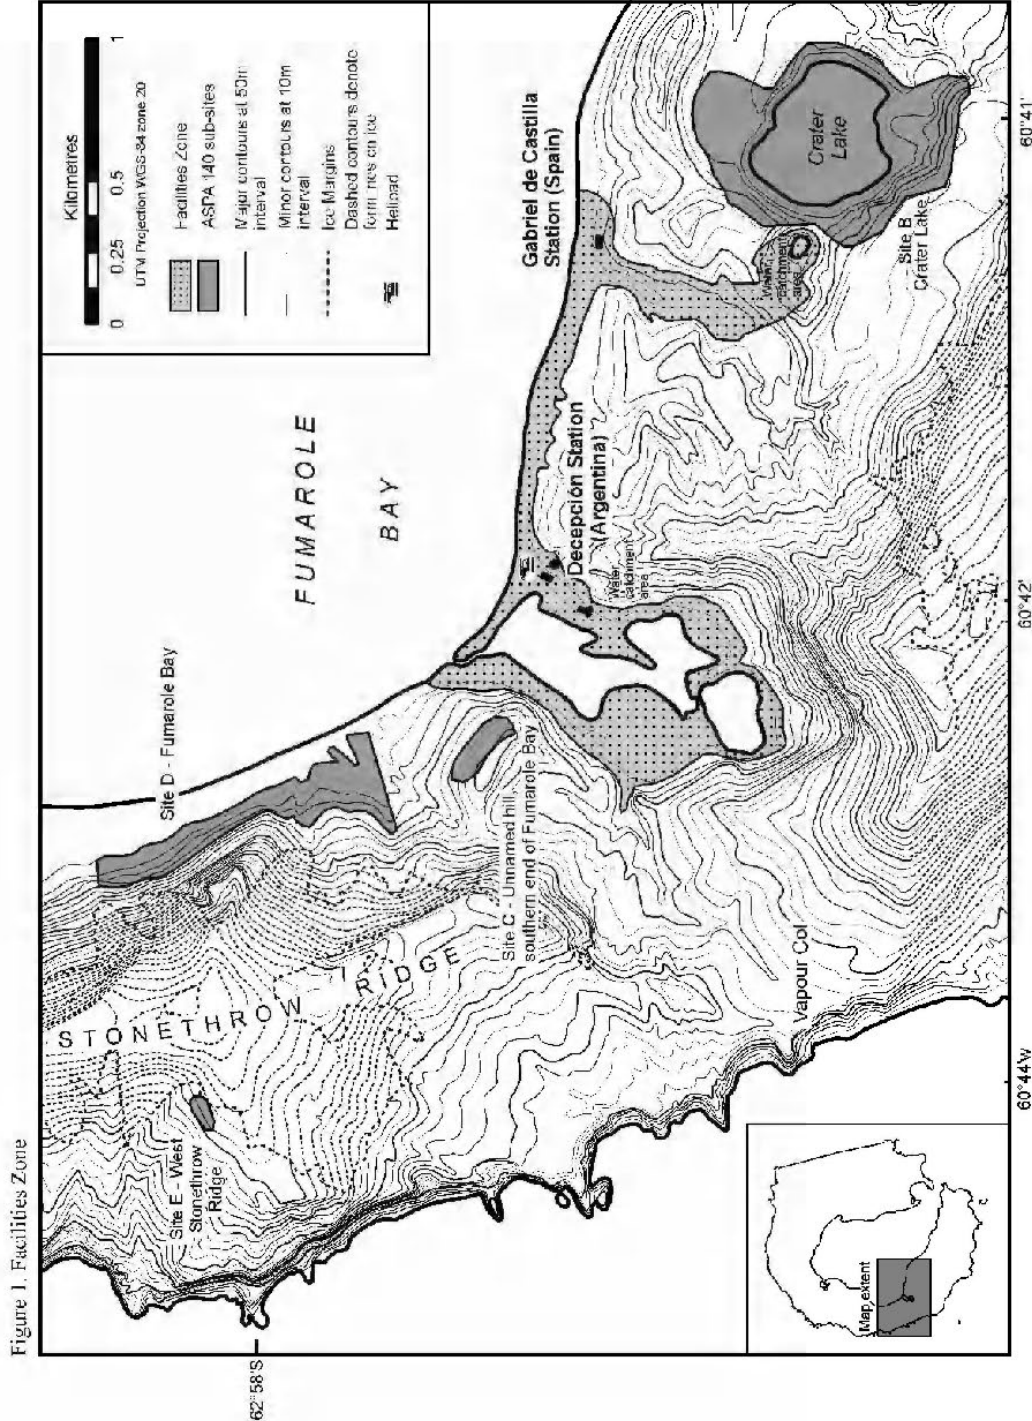 Figure 1. Facilities Zone
62°58'S
60°44'W
60°42'
60°41'
Kilometres
0
0.25
0.5
1
UTM Projection WGS-84 zone 20
Facilities Zone
ASPA 140 sub-sites
Major contours at 50m
interval
Minor contours at 10m
interval
Ice Margins
Dashed contours denote
form lines on ice
Helipad
FUMAROLE
BAY
Gabriel de Castilla
Station (Spain)
Decepción Station
(Argentina)
Water
catchment
area
Water
catchment
area
Crater
Lake
Site B
Crater Lake
Site D - Fumarole Bay
Site C - Unnamed hill
southern end of Fumarole Bay
STONETHROW RIDGE
Site E - West
Stonethrow
Ridge
Vapour Col
Map extent